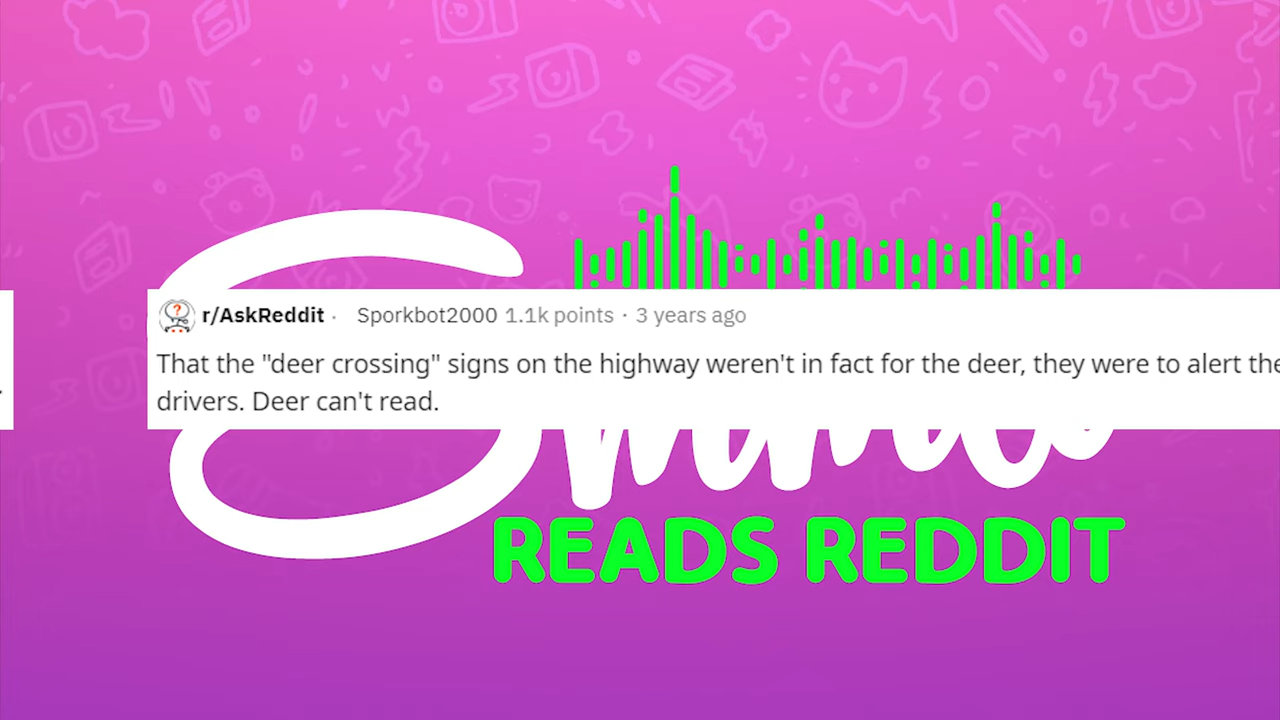 r/AskReddit · Sporkbot2000 1.1k points · 3 years ago
That the "deer crossing" signs on the highway weren't in fact for the deer, they were to alert the
drivers. Deer can't read.
READS REDDIT